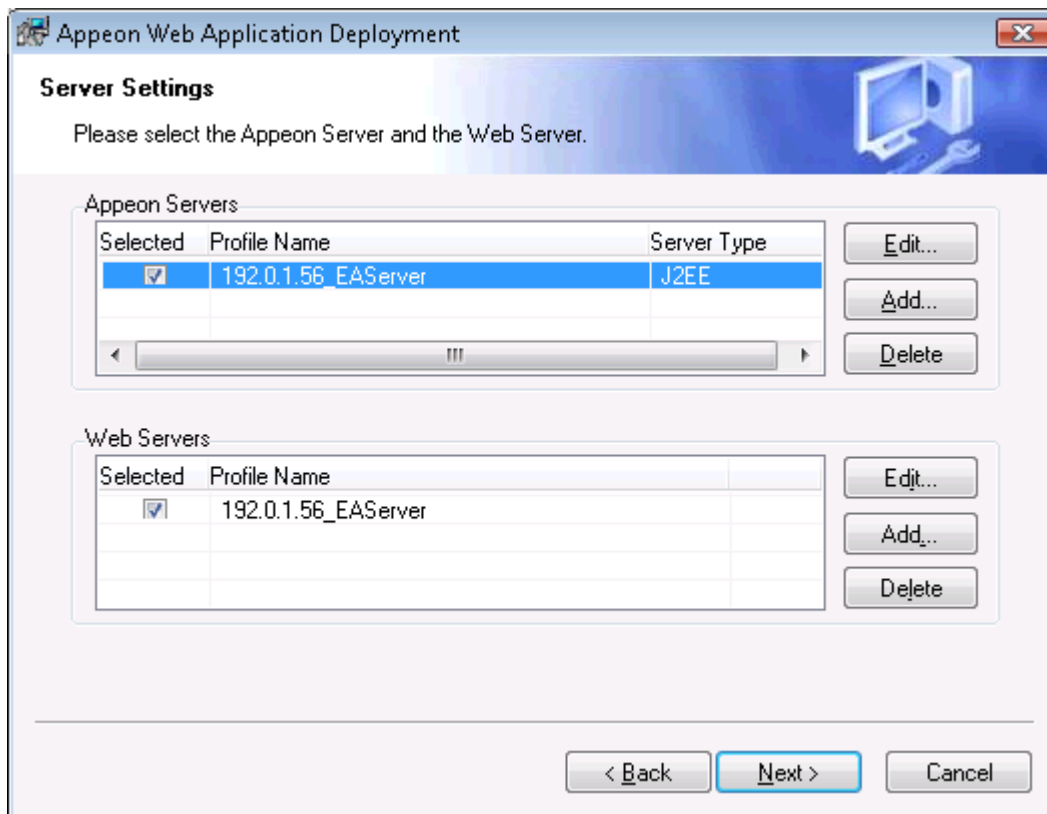 Appeon Web Application Deployment
Server Settings
Please select the Appeon Server and the Web Server.
Appeon Servers
Selected Profile Name Server Type
192.0.1.56_EAServer J2EE
Edit...
Add...
Delete
Web Servers
Selected Profile Name
192.0.1.56_EAServer
Edit...
Add...
Delete
< Back Next > Cancel